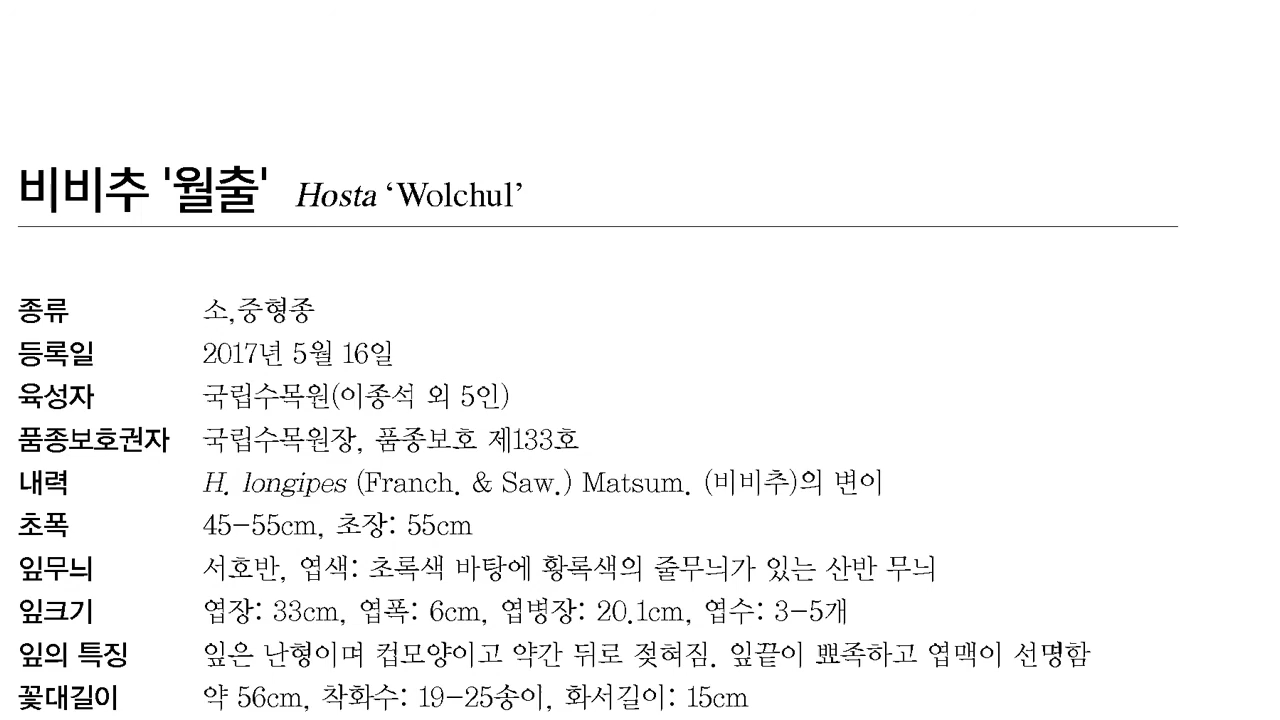 비비추 '월출' Hosta ‘Wolchul’
종류 소,중형종
등록일 2017년 5월 16일
육성자 국립수목원(이종석 외 5인)
품종보호권자 국립수목원장, 품종보호 제133호
내력 H. longipes (Franch. & Saw.) Matsum. (비비추)의 변이
초폭 45-55cm, 초장: 55cm
잎무늬 서호반, 엽색: 초록색 바탕에 황록색의 줄무늬가 있는 산반 무늬
잎크기 엽장: 33cm, 엽폭: 6cm, 엽병장: 20.1cm, 엽수: 3-5개
잎의 특징 잎은 난형이며 컵모양이고 약간 뒤로 젖혀짐. 잎끝이 뾰족하고 엽맥이 선명함
꽃대길이 약 56cm, 착화수: 19-25송이, 화서길이: 15cm